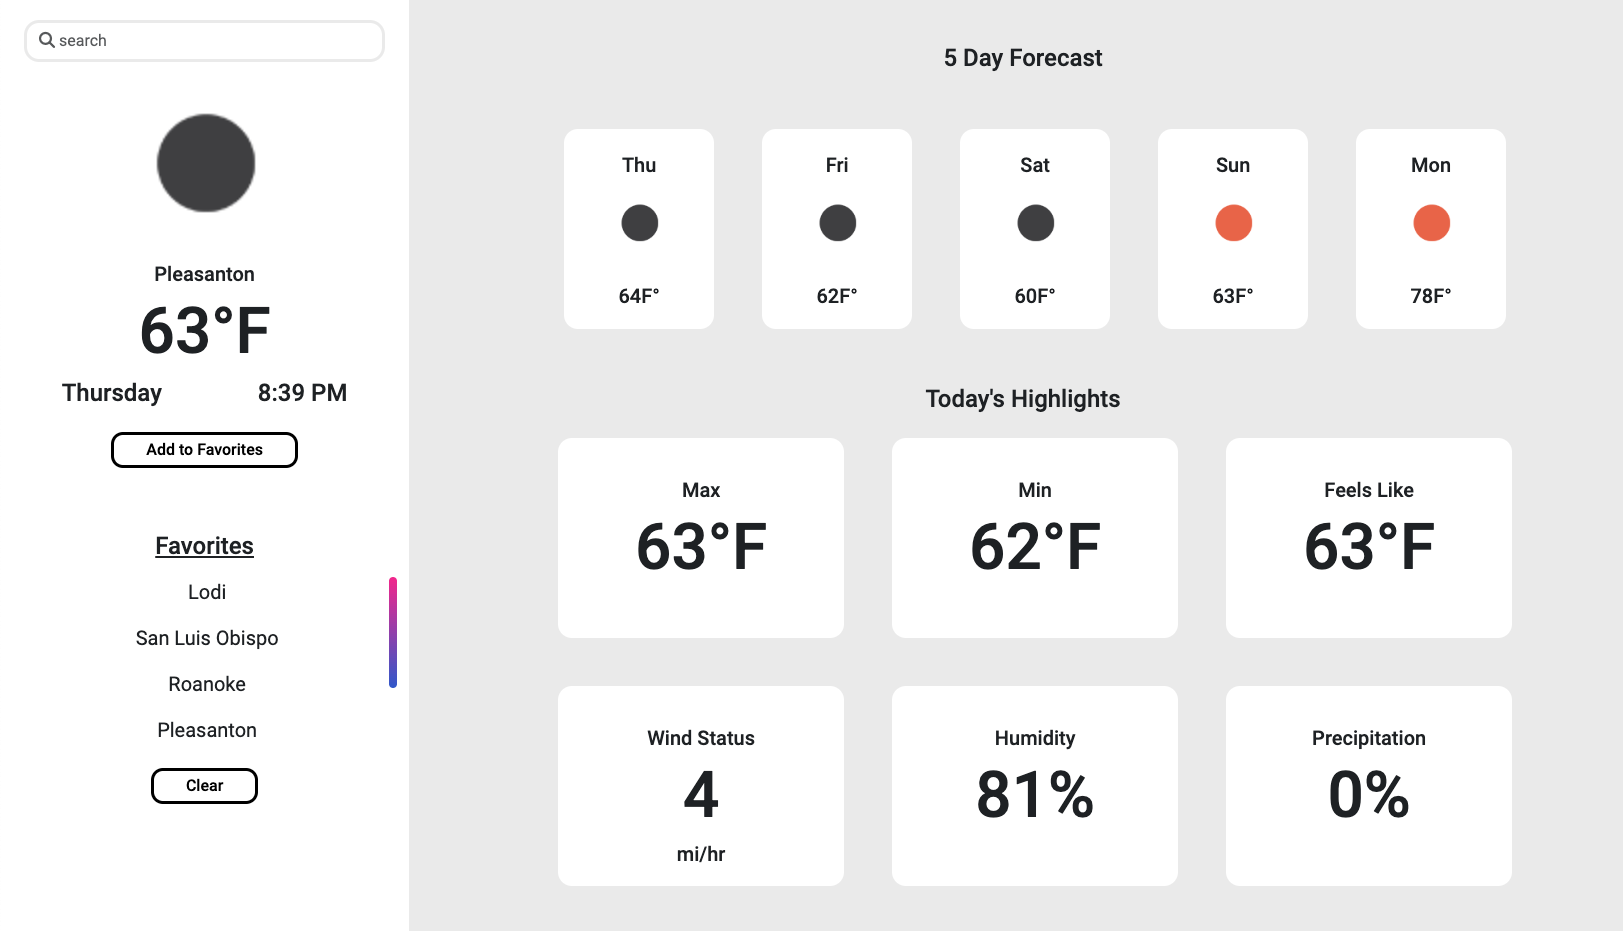 search
Pleasanton
63°F
Thursday 8:39 PM
Add to Favorites
Favorites
Lodi
San Luis Obispo
Roanoke
Pleasanton
Clear
5 Day Forecast
Thu Fri Sat Sun Mon
64F° 62F° 60F° 63F° 78F°
Today's Highlights
Max Min Feels Like
63°F 62°F 63°F
Wind Status Humidity Precipitation
4 81% 0%
mi/hr